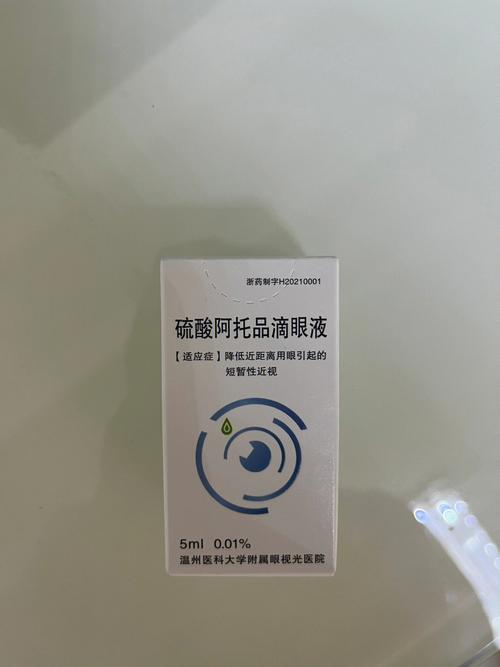 浙药制字H20210001
硫酸阿托品滴眼液
【适应症】降低近距离用眼引起的
短暂性近视
5ml 0.01%
温州医科大学附属眼视光医院